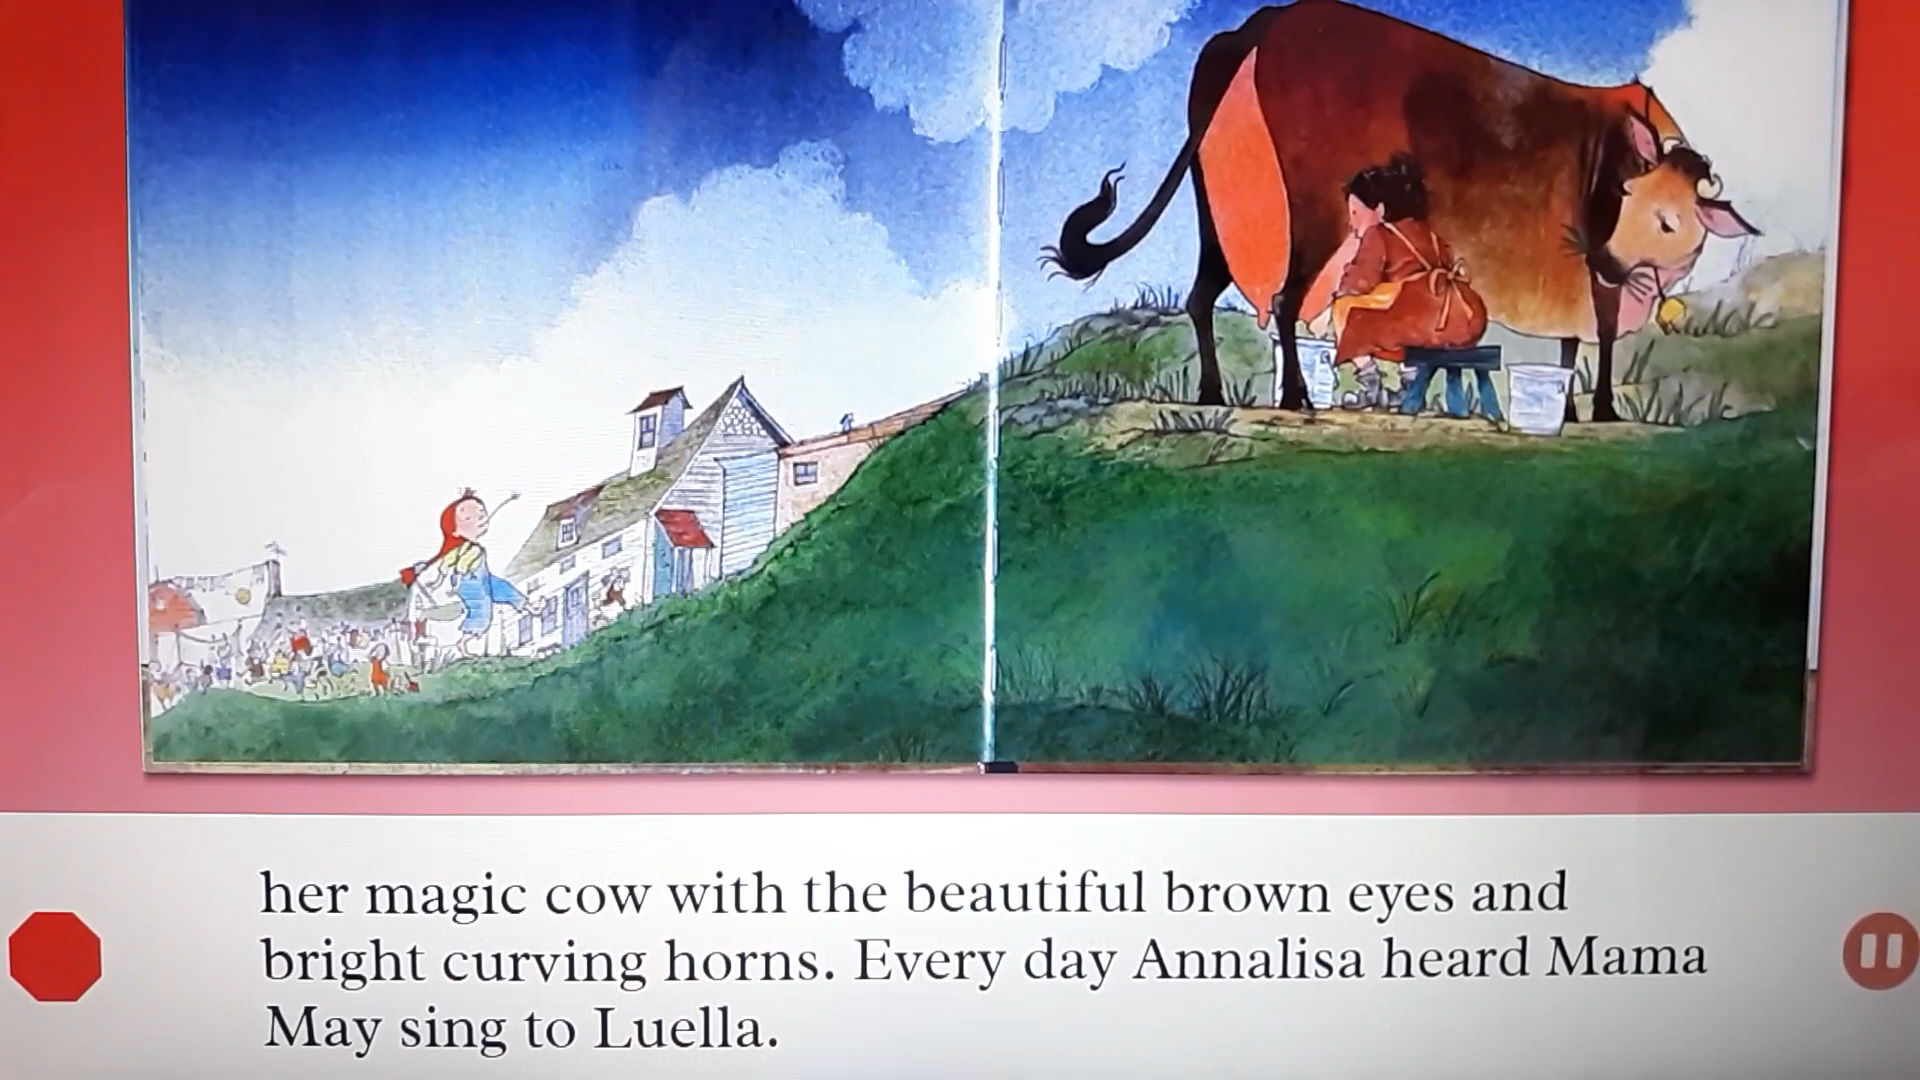 her magic cow with the beautiful brown eyes and
bright curving horns. Every day Annalisa heard Mama
May sing to Luella.